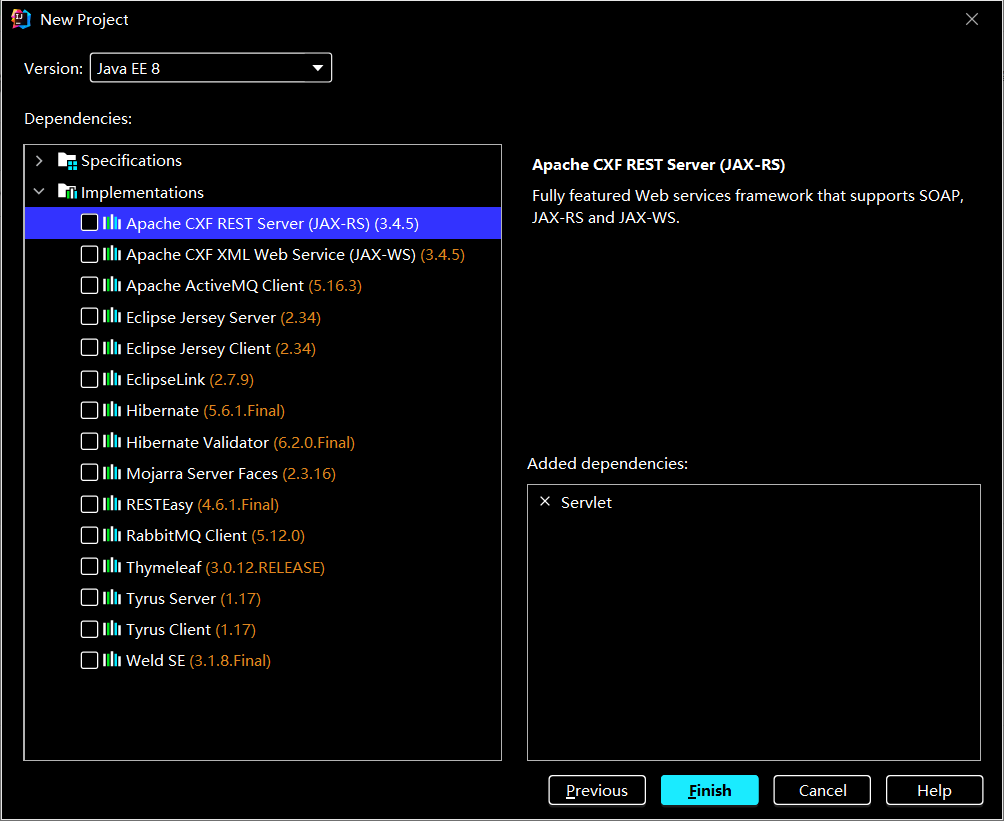 New Project
Version: Java EE 8
Dependencies:
Specifications
Implementations
Apache CXF REST Server (JAX-RS) (3.4.5)
Apache CXF XML Web Service (JAX-WS) (3.4.5)
Apache ActiveMQ Client (5.16.3)
Eclipse Jersey Server (2.34)
Eclipse Jersey Client (2.34)
EclipseLink (2.7.9)
Hibernate (5.6.1.Final)
Hibernate Validator (6.2.0.Final)
Mojarra Server Faces (2.3.16)
RESTEasy (4.6.1.Final)
RabbitMQ Client (5.12.0)
Thymeleaf (3.0.12.RELEASE)
Tyrus Server (1.17)
Tyrus Client (1.17)
Weld SE (3.1.8.Final)
Apache CXF REST Server (JAX-RS)
Fully featured Web services framework that supports SOAP,
JAX-RS and JAX-WS.
Added dependencies:
Servlet
Previous Finish Cancel Help